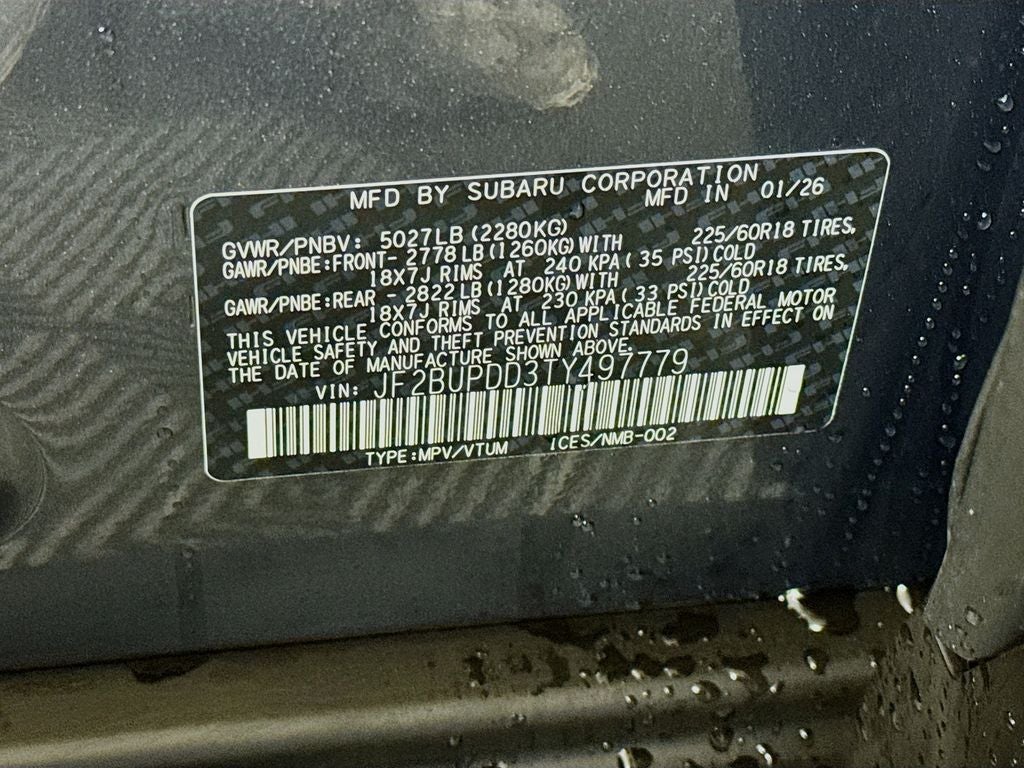 MFD BY SUBARU CORPORATION
MFD IN 01/26
GVWR/PNBV: 5027LB(2280KG)
GAWR/PNBE:FRONT- 2778LB(1260KG)WITH 225/60R18 TIRES,
18X7J RIMS AT 240 KPA( 35 PSI)COLD
GAWR/PNBE:REAR - 2822LB(1280KG)WITH 225/60R18 TIRES,
18X7J RIMS AT 230 KPA( 33 PSI)COLD
THIS VEHICLE CONFORMS TO ALL APPLICABLE FEDERAL MOTOR
VEHICLE SAFETY AND THEFT PREVENTION STANDARDS IN EFFECT ON
THE DATE OF MANUFACTURE SHOWN ABOVE.
VIN: JF2BUPDD3TY497779
TYPE:MPV/VTUM ICES/NMB-002